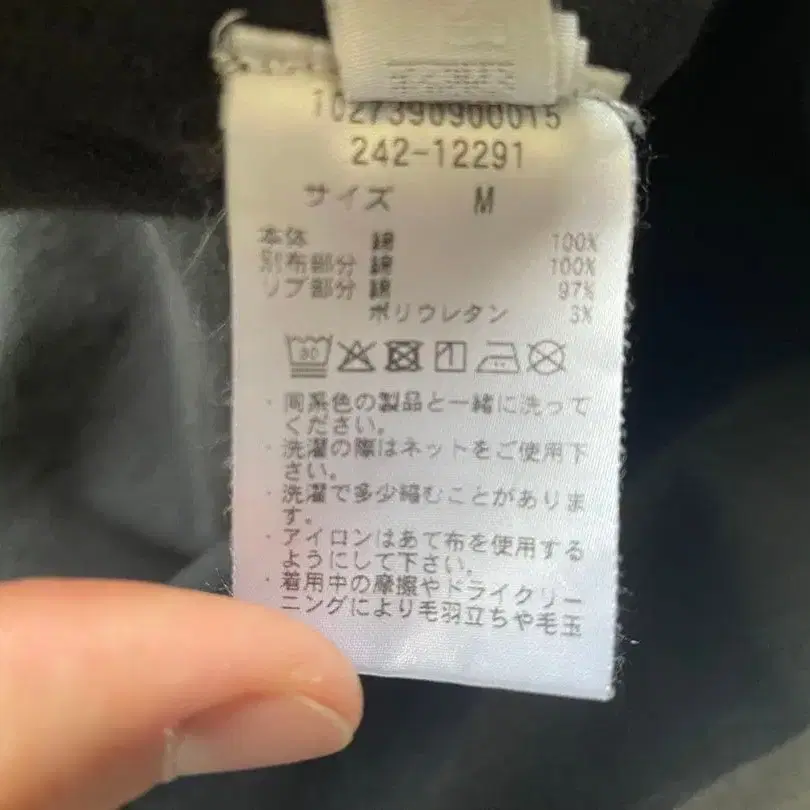 1027390900015
242-12291
サイズ M
本体 綿 100%
別布部分 綿 100%
リブ部分 綿 97%
ポリウレタン 3%
30
・同系色の製品と一緒に洗って
ください。
・洗濯の際はネットをご使用下
さい。
・洗濯で多少縮むことがありま
す。
・アイロンはあて布を使用する
ようにして下さい。
・着用中の摩擦やドライクリー
ニングにより毛羽立ちや毛玉